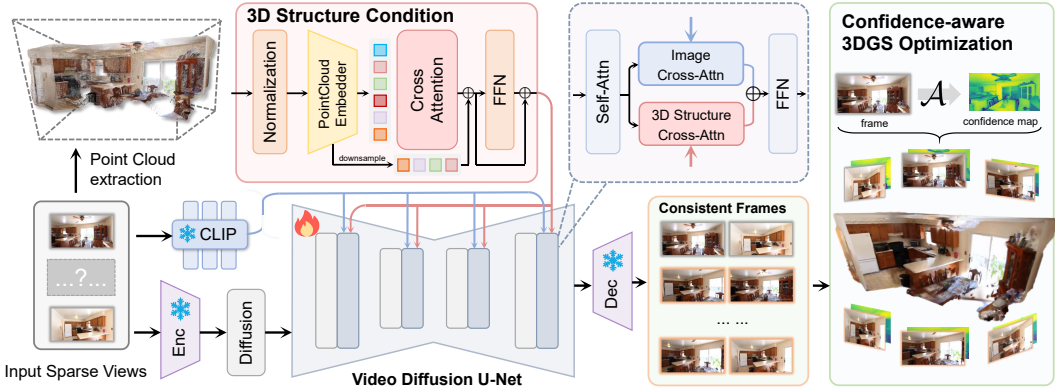 3D Structure Condition
Normalization
PointCloud
Embedder
Cross
Attention
FFN
downsample
Self-Attn
Image
Cross-Attn
3D Structure
Cross-Attn
FFN
Confidence-aware
3DGS Optimization
A
frame
confidence map
Point Cloud
extraction
...?...
Input Sparse Views
CLIP
Enc
Diffusion
Video Diffusion U-Net
Dec
Consistent Frames
... ...